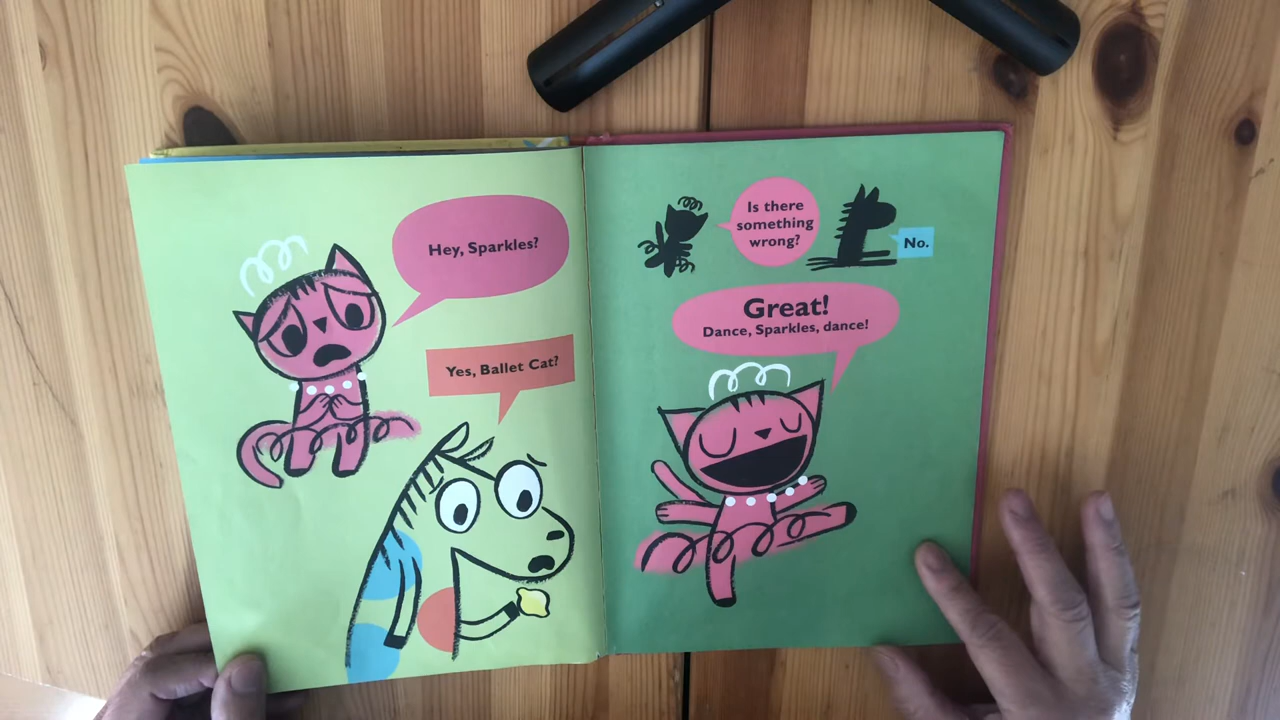 Hey, Sparkles?
Yes, Ballet Cat?
Is there
something
wrong?
No.
Great!
Dance, Sparkles, dance!